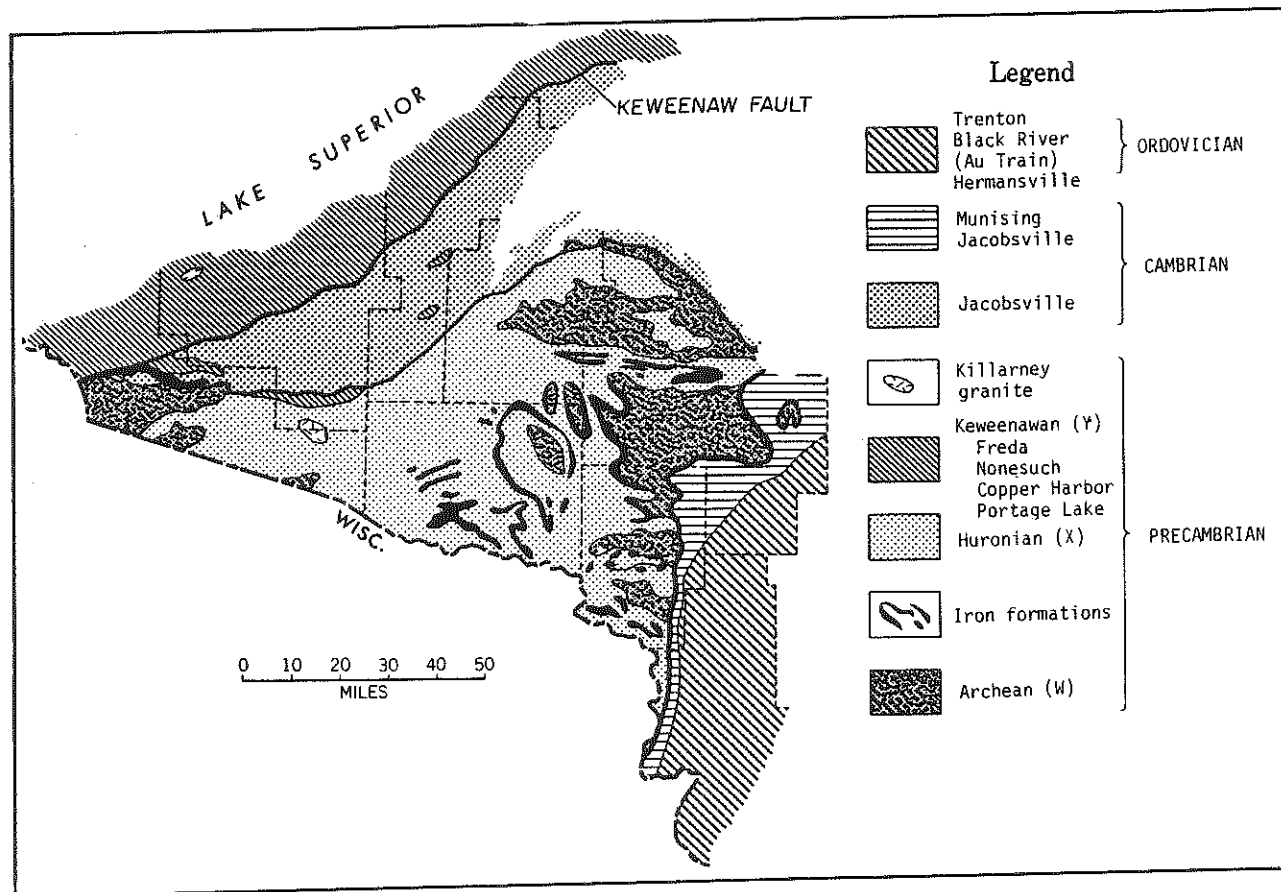 LAKE SUPERIOR
KEWEENAW FAULT
WISC.
0 10 20 30 40 50
MILES
Legend
Trenton
Black River
(Au Train)
Hermansville
ORDOVICIAN
Munising
Jacobsville
Jacobsville
CAMBRIAN
Killarney
granite
Keweenawan (Y)
Freda
Nonesuch
Copper Harbor
Portage Lake
Huronian (X)
Iron formations
Archean (W)
PRECAMBRIAN